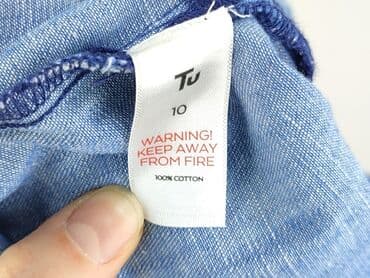 Tu
10
WARNING!
KEEP AWAY
FROM FIRE
100% COTTON